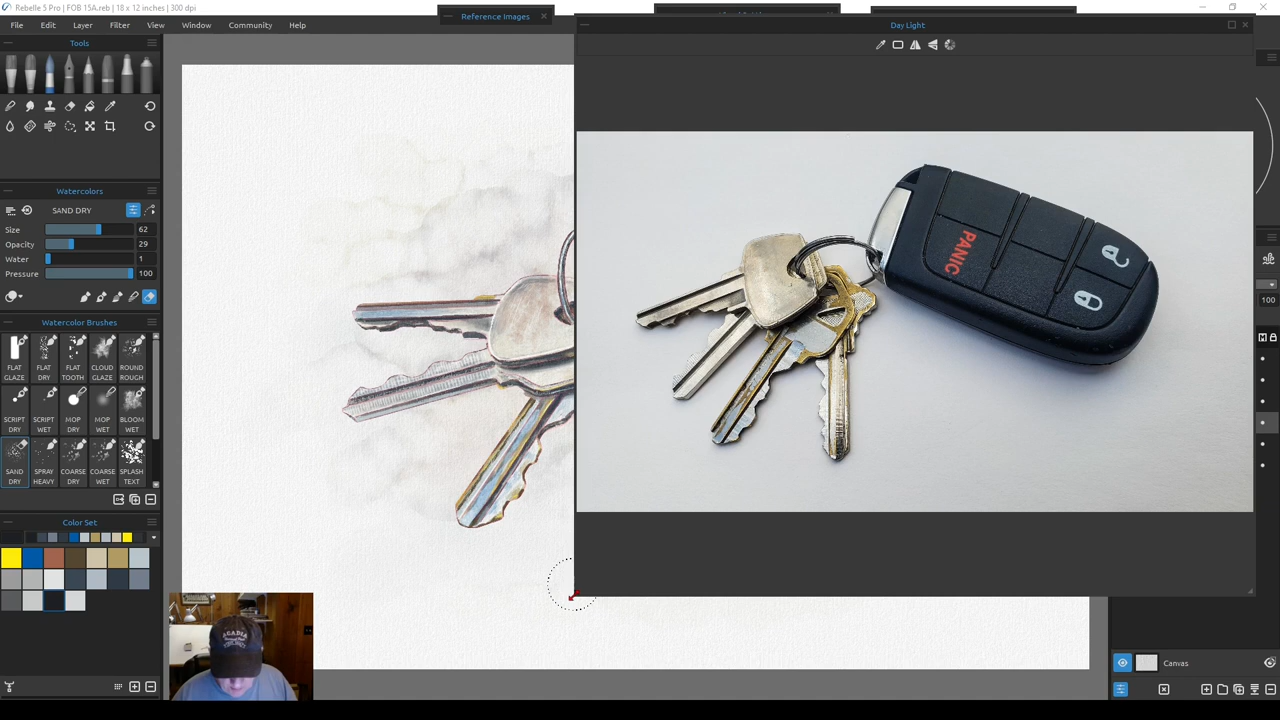 Rebelle 5 Pro | FOB 15A.reb | 18 x 12 inches | 300 dpi
Reference Images
File Edit Layer Filter View Window Community Help
Day Light
Tools
Watercolors
SAND DRY
Size 62
Opacity 29
Water 1
Pressure 100
Watercolor Brushes
FLAT GLAZE
FLAT DRY
FLAT TOOTH
CLOUD GLAZE
ROUND ROUGH
SCRIPT DRY
SCRIPT WET
MOP DRY
MOP WET
BLOOM WET
SAND DRY
SPRAY HEAVY
COARSE DRY
COARSE WET
SPLASH TEXT
Color Set
PANIC
100
ACADIA
Canvas